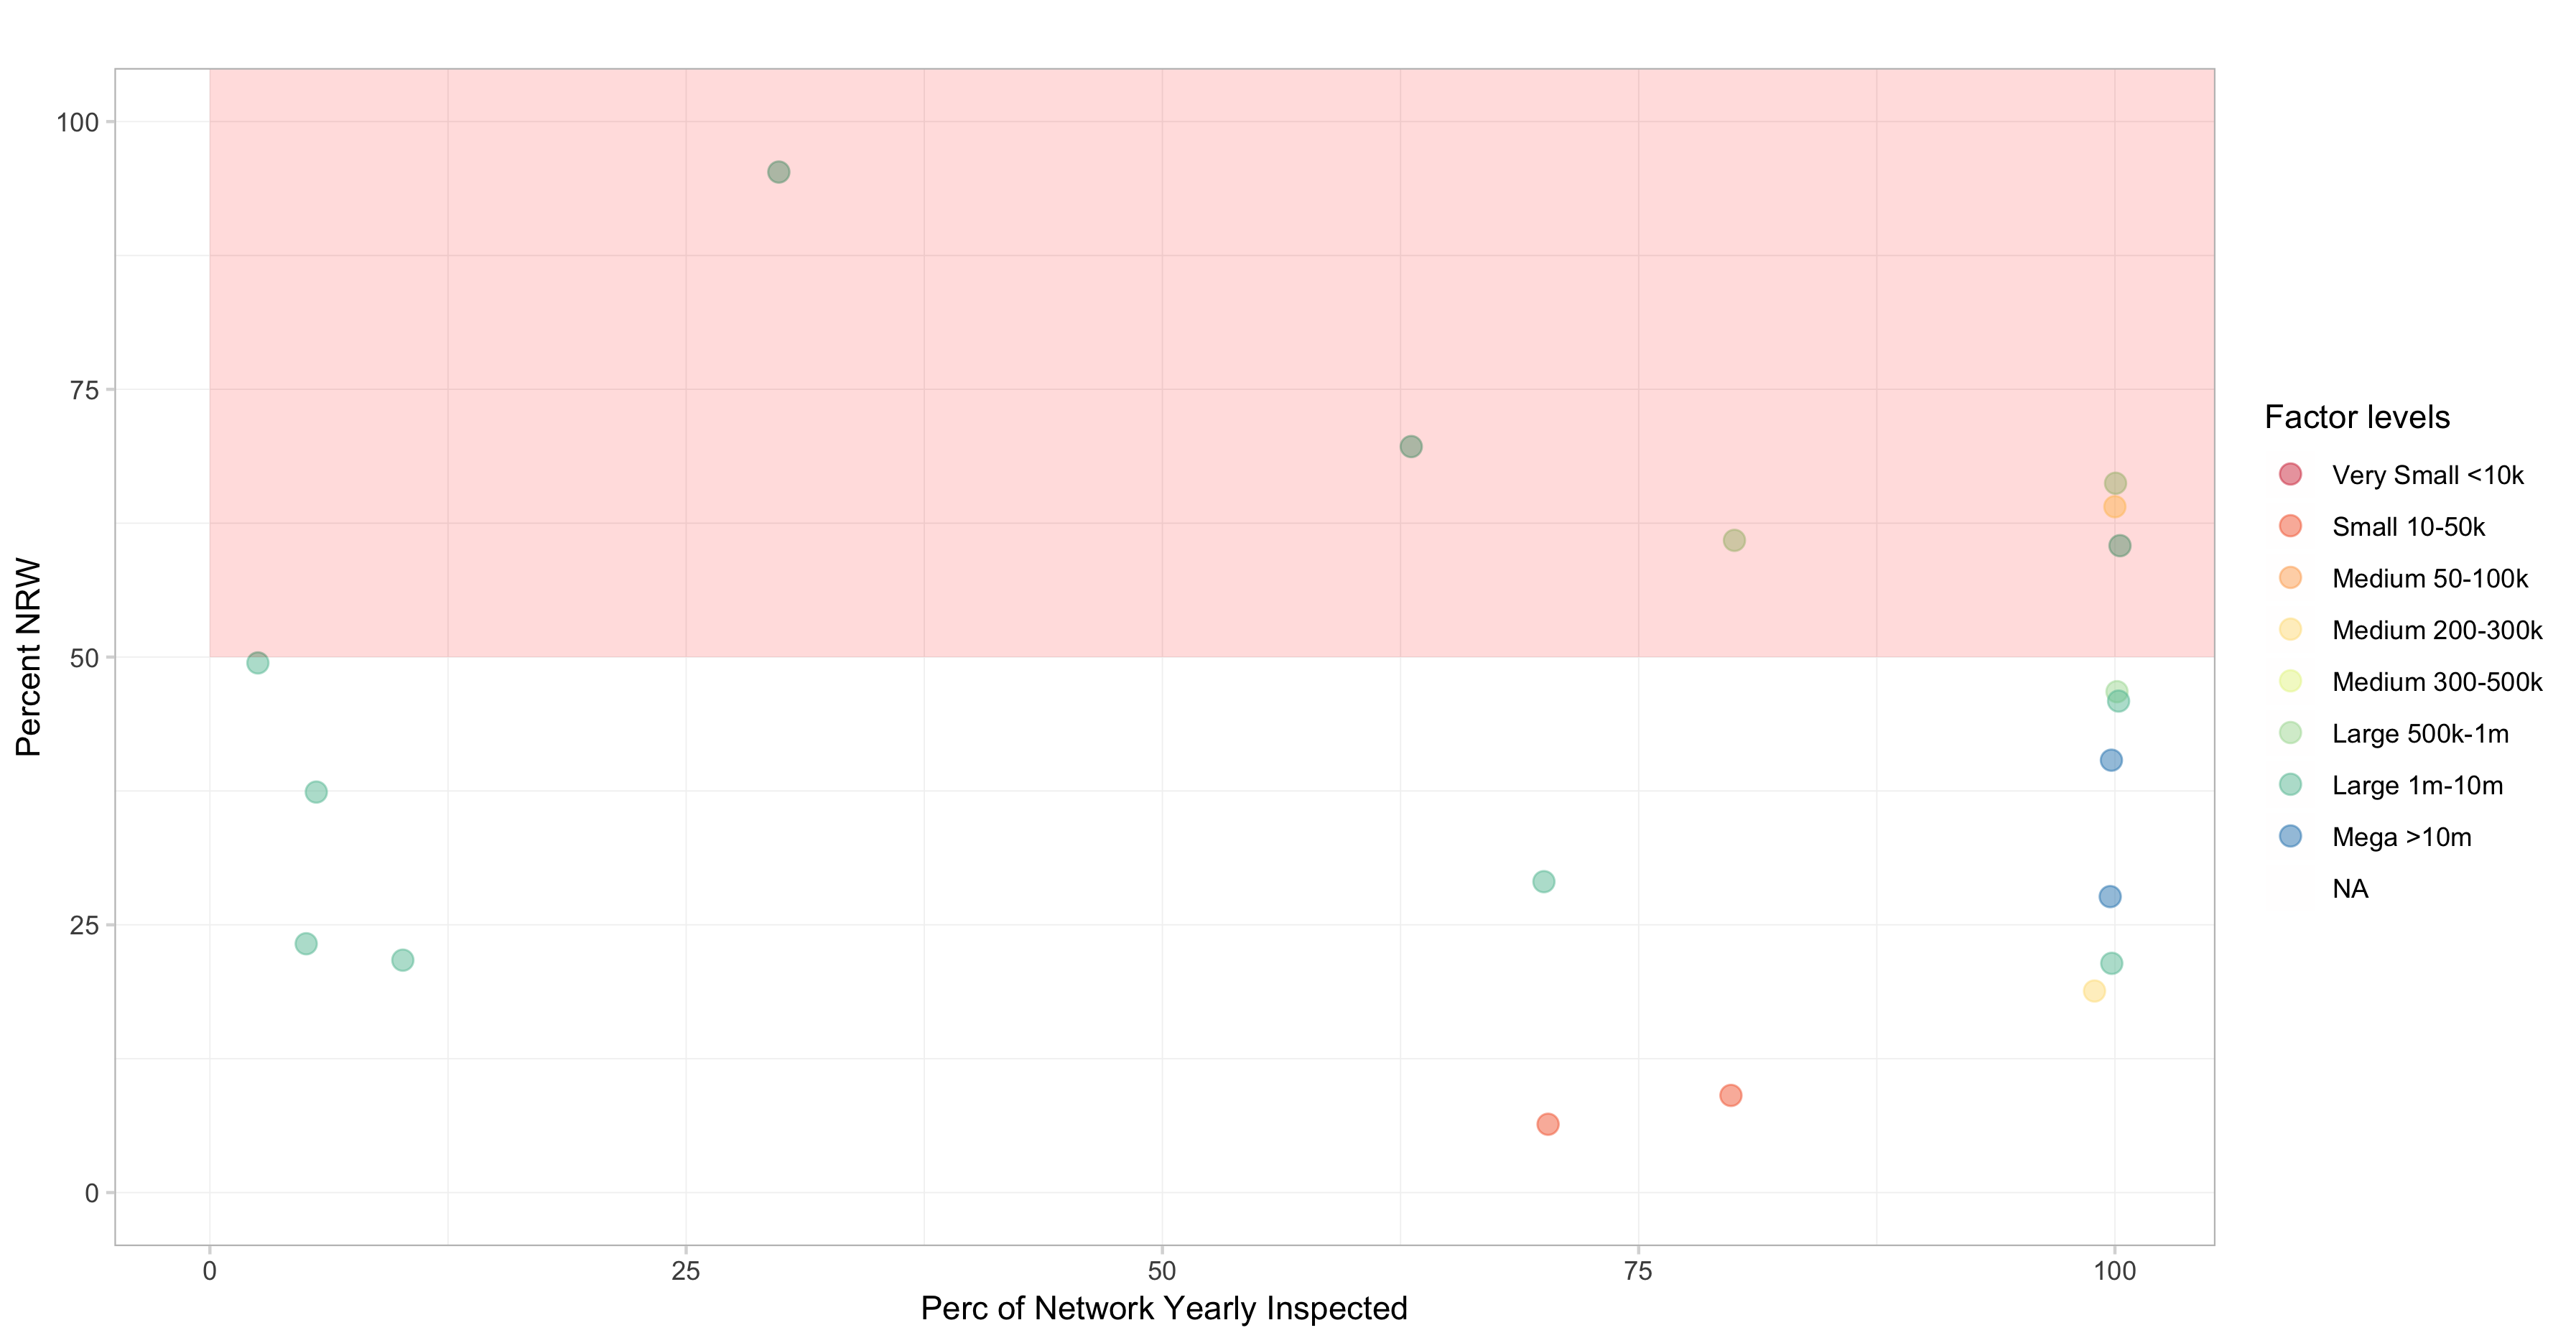 100
75
50
25
0
Percent NRW
0 25 50 75 100
Perc of Network Yearly Inspected
Factor levels
Very Small <10k
Small 10-50k
Medium 50-100k
Medium 200-300k
Medium 300-500k
Large 500k-1m
Large 1m-10m
Mega >10m
NA